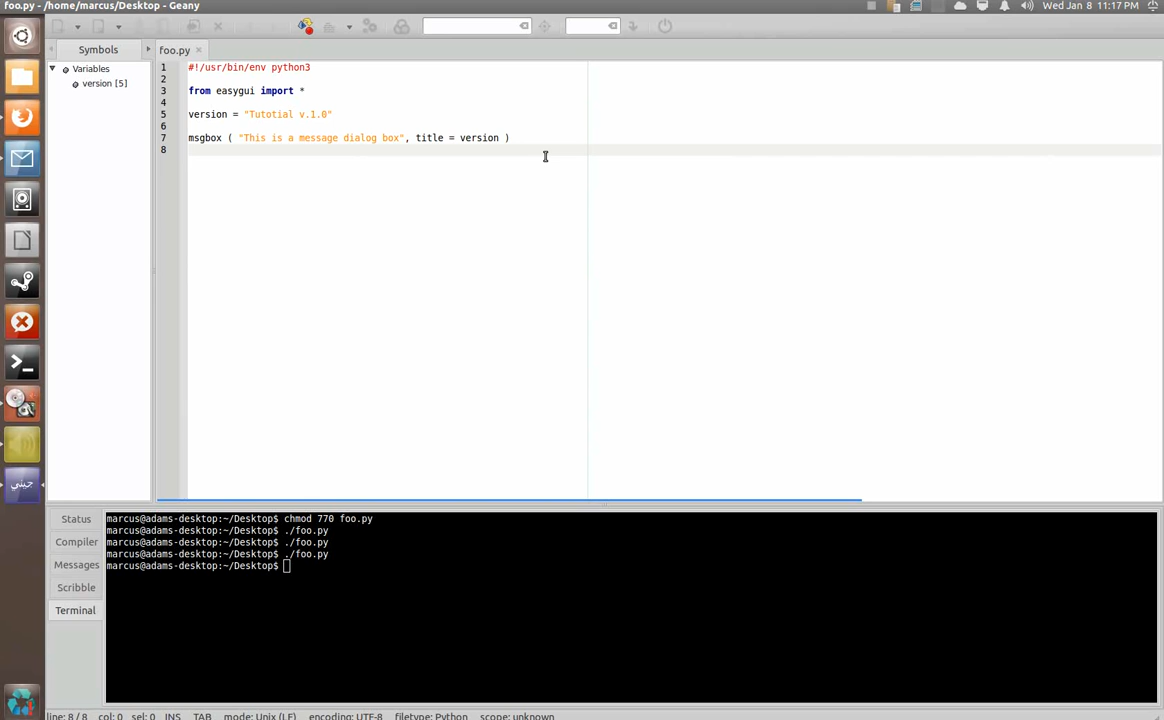 foo.py - /home/marcus/Desktop - Geany
Wed Jan 8 11:17 PM
Symbols
foo.py
Variables
version [5]
1 #!/usr/bin/env python3
2
3 from easygui import *
4
5 version = "Tutotial v.1.0"
6
7 msgbox ( "This is a message dialog box", title = version )
8
جيني
Status
Compiler
Messages
Scribble
Terminal
marcus@adams-desktop:~/Desktop$ chmod 770 foo.py
marcus@adams-desktop:~/Desktop$ ./foo.py
marcus@adams-desktop:~/Desktop$ ./foo.py
marcus@adams-desktop:~/Desktop$ ./foo.py
marcus@adams-desktop:~/Desktop$
line: 8 / 8 col: 0 sel: 0 INS TAB mode: Unix (LF) encoding: UTF-8 filetype: Python scope: unknown